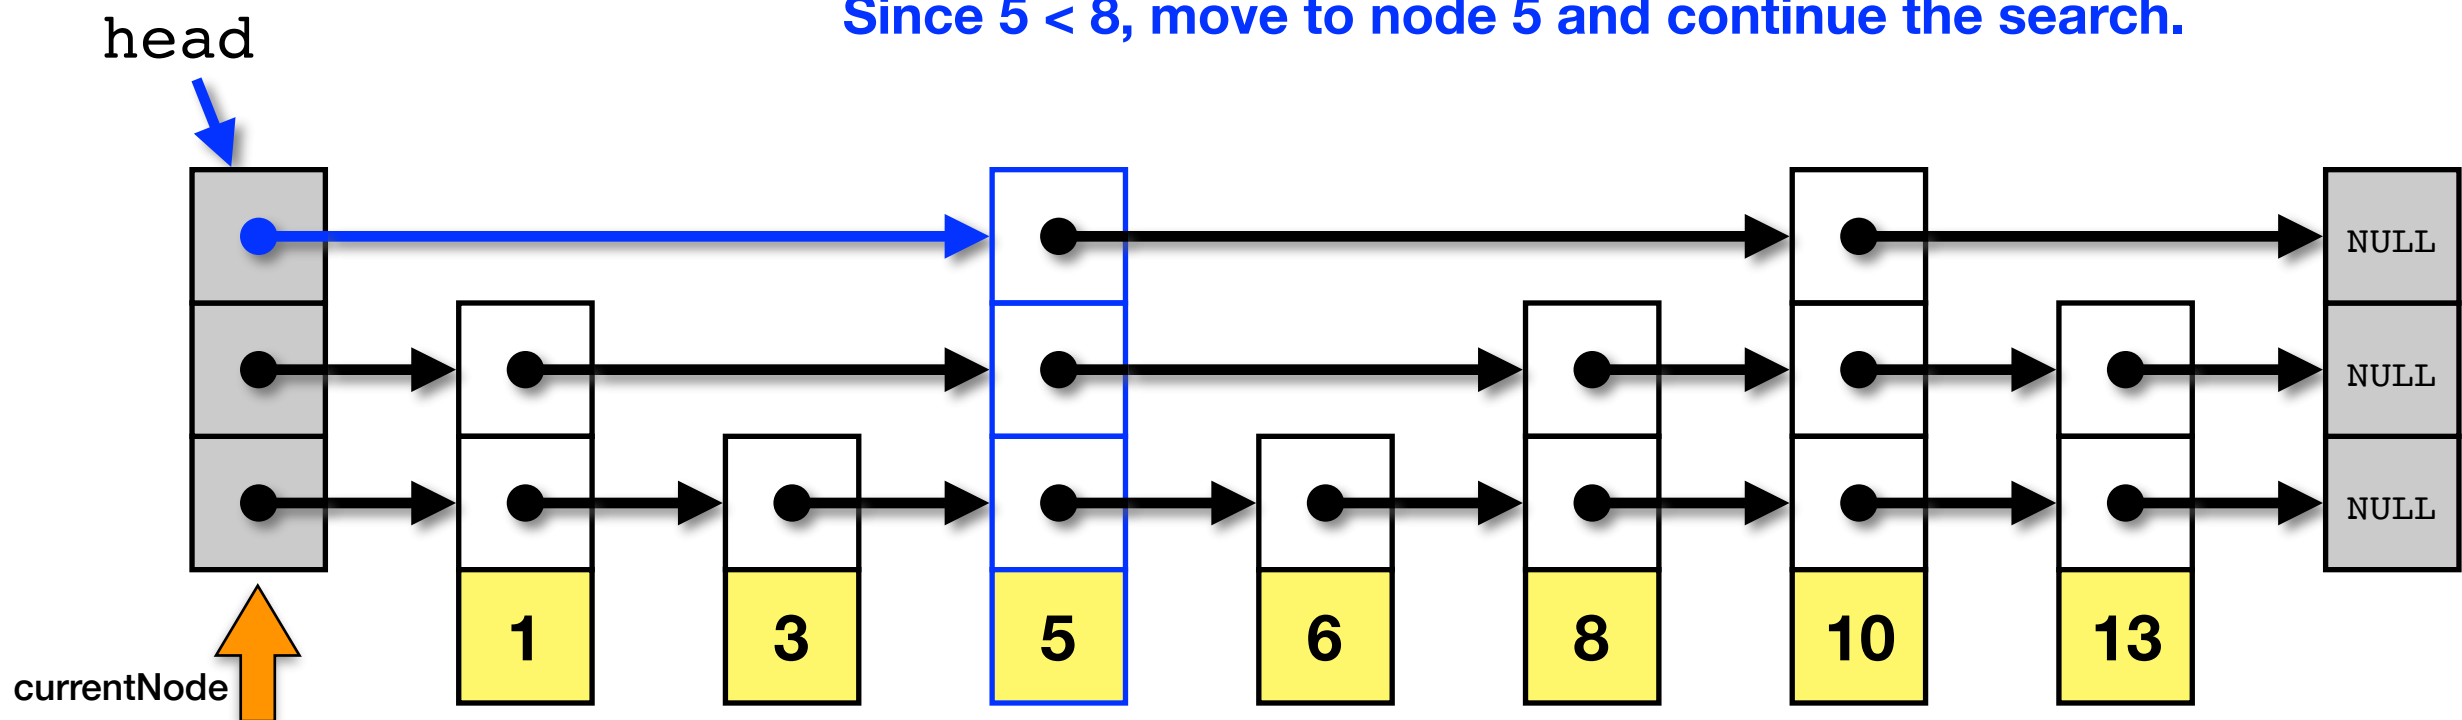 Since 5 < 8, move to node 5 and continue the search.
head
NULL
NULL
NULL
1 3 5 6 8 10 13
currentNode